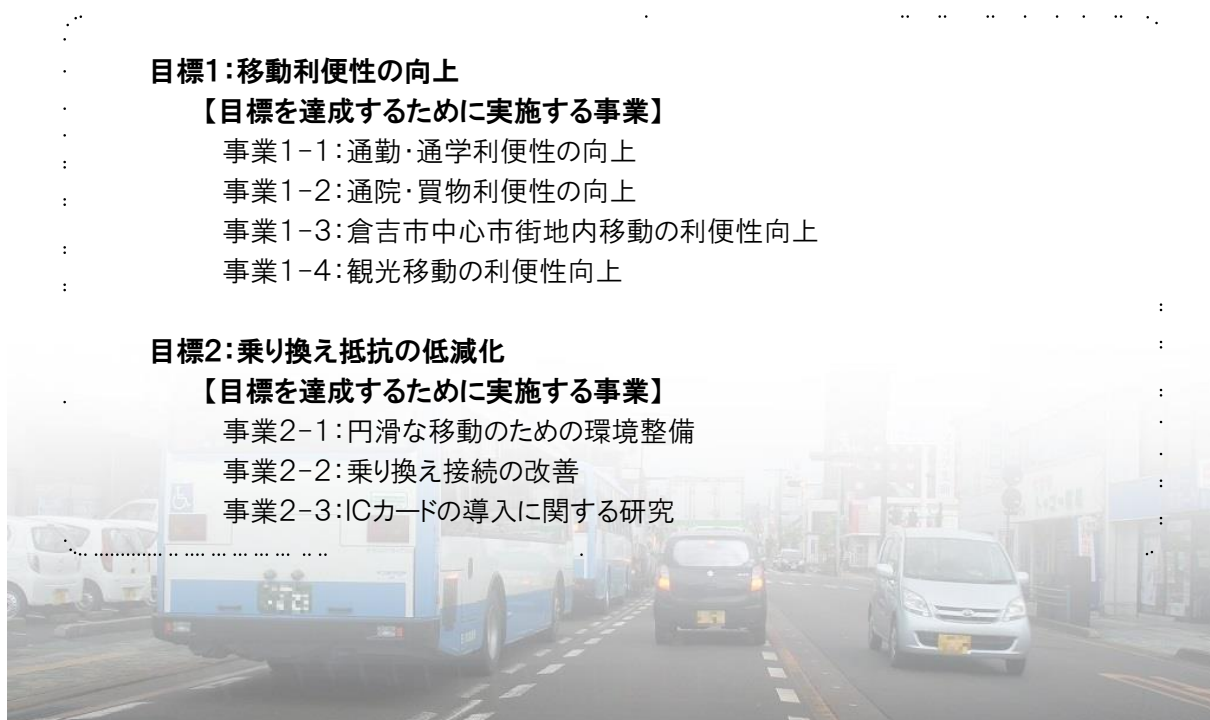 目標1：移動利便性の向上
【目標を達成するために実施する事業】
事業1-1：通勤・通学利便性の向上
事業1-2：通院・買物利便性の向上
事業1-3：倉吉市中心市街地内移動の利便性向上
事業1-4：観光移動の利便性向上
目標2：乗り換え抵抗の低減化
【目標を達成するために実施する事業】
事業2-1：円滑な移動のための環境整備
事業2-2：乗り換え接続の改善
事業2-3：ICカードの導入に関する研究